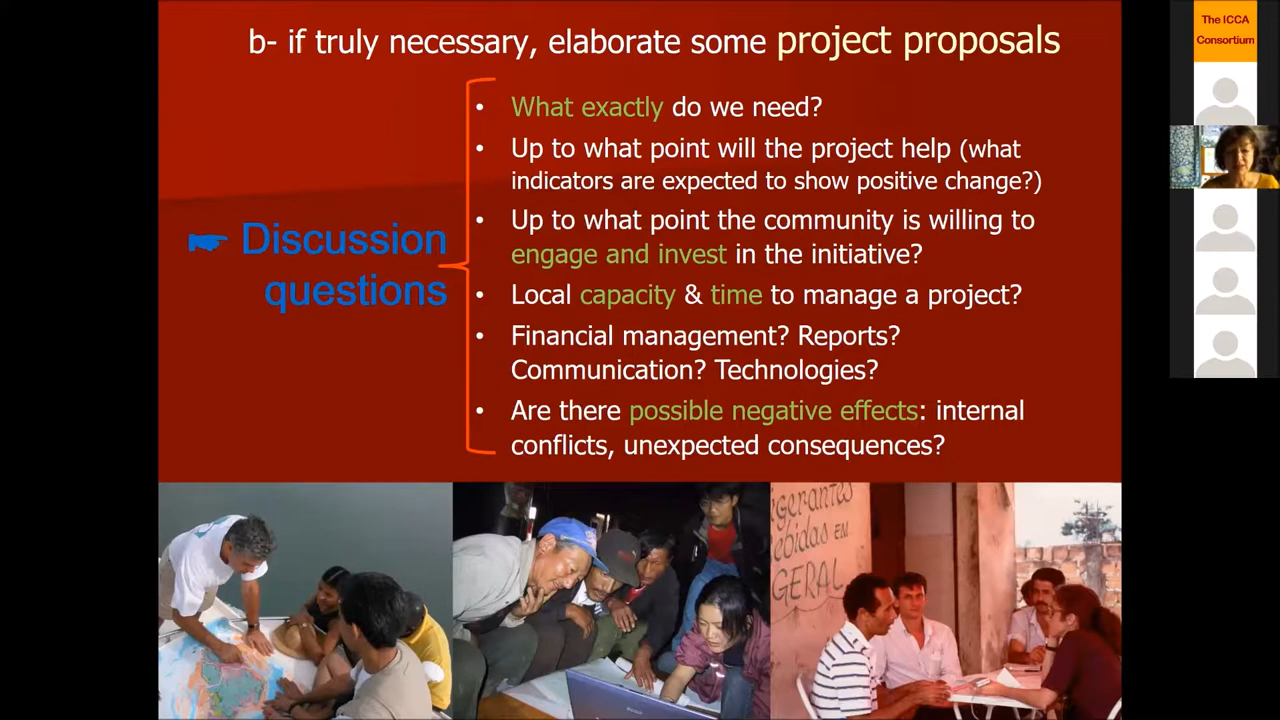 b- if truly necessary, elaborate some project proposals
• What exactly do we need?
• Up to what point will the project help (what
indicators are expected to show positive change?)
• Up to what point the community is willing to
engage and invest in the initiative?
• Local capacity & time to manage a project?
• Financial management? Reports?
Communication? Technologies?
• Are there possible negative effects: internal
conflicts, unexpected consequences?
☛ Discussion
questions
EBIDAS EM
GERAL
The ICCA
Consortium